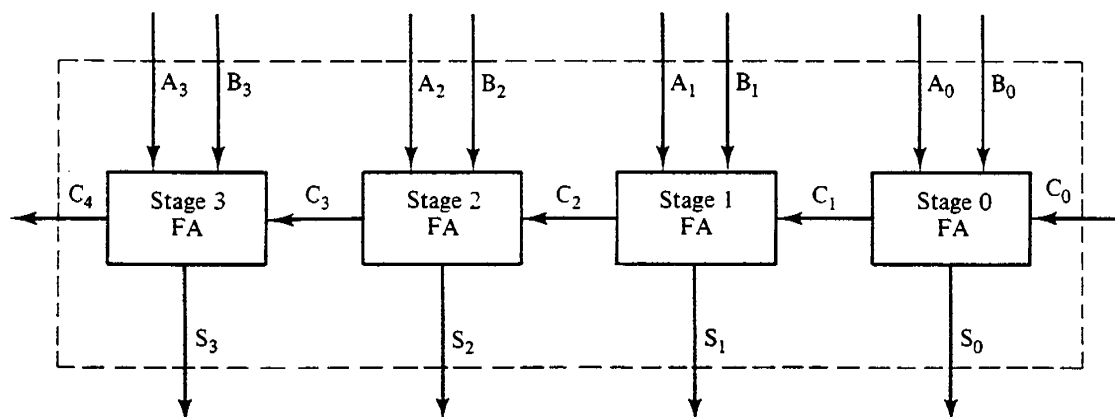 A₃ B₃ A₂ B₂ A₁ B₁ A₀ B₀
C₄ Stage 3 FA C₃ Stage 2 FA C₂ Stage 1 FA C₁ Stage 0 FA C₀
S₃ S₂ S₁ S₀